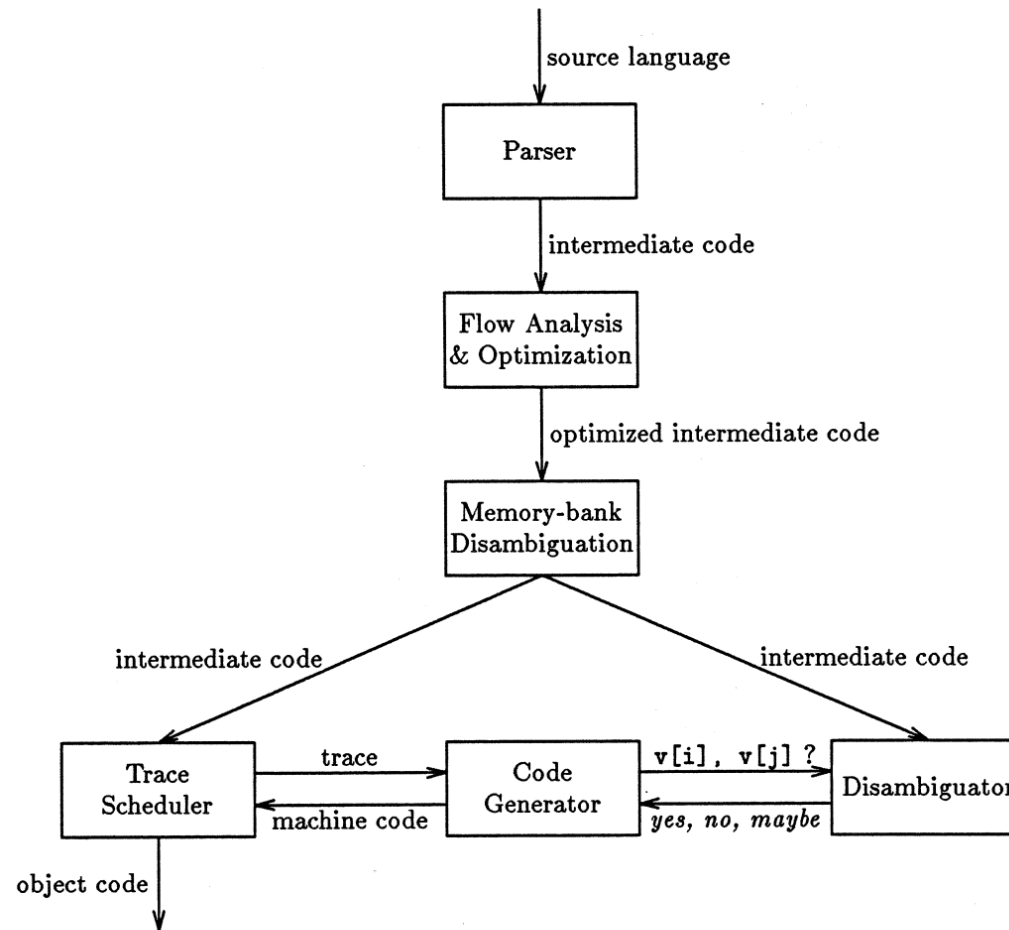 source language
Parser
intermediate code
Flow Analysis
& Optimization
optimized intermediate code
Memory-bank
Disambiguation
intermediate code
intermediate code
Trace
Scheduler
trace
machine code
Code
Generator
v[i], v[j] ?
yes, no, maybe
Disambiguator
object code